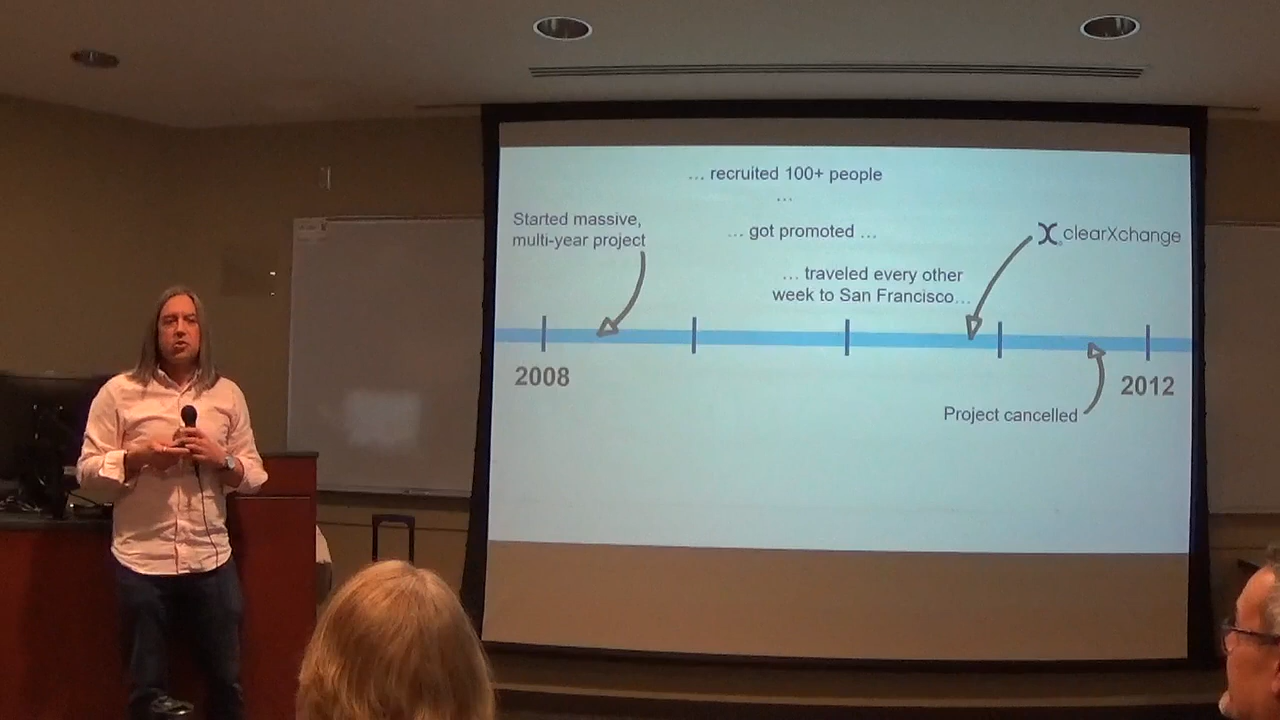 … recruited 100+ people
…
Started massive,
multi-year project
… got promoted …
clearXchange
… traveled every other
week to San Francisco…
2008
2012
Project cancelled